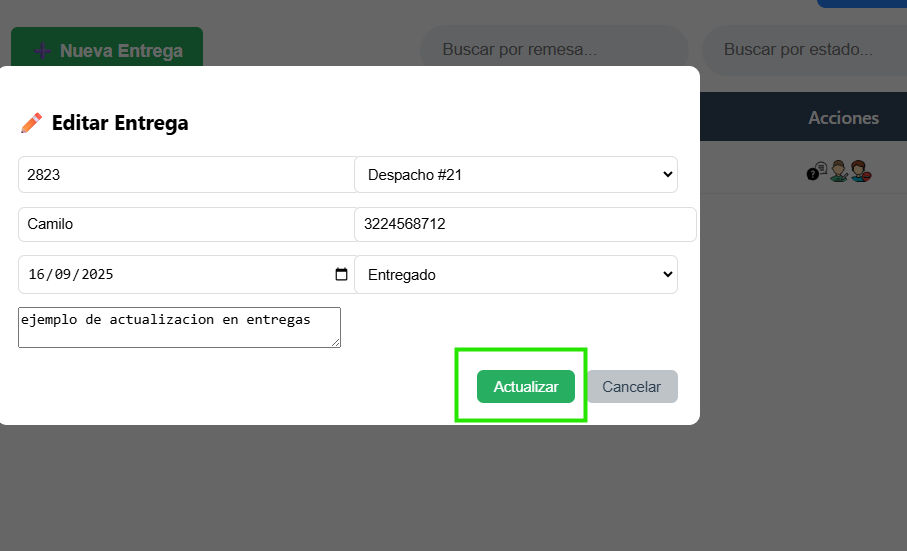 Nueva Entrega
Buscar por remesa...
Buscar por estado...
Editar Entrega
Acciones
2823
Despacho #21
Camilo
3224568712
16/09/2025
Entregado
ejemplo de actualizacion en entregas
Actualizar
Cancelar